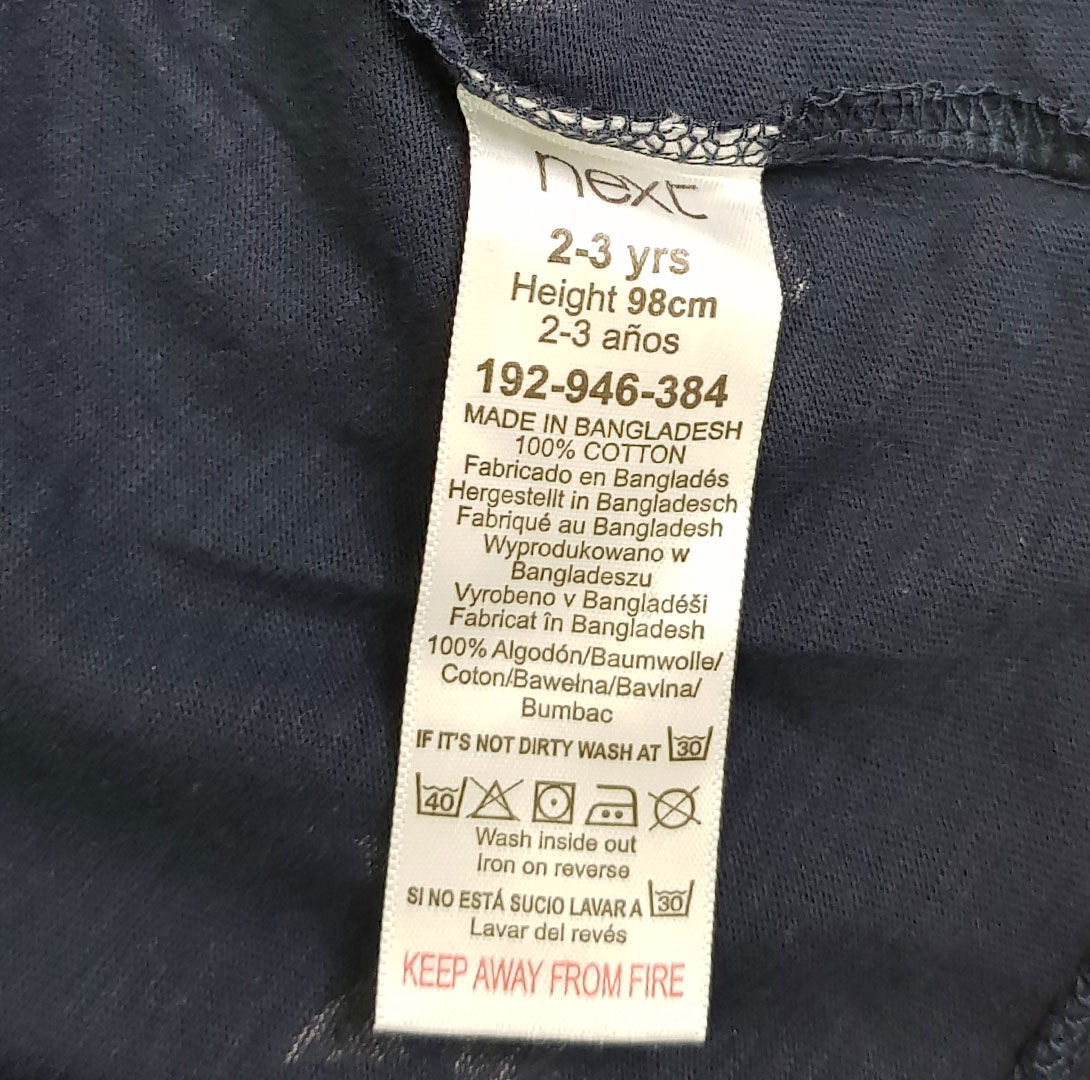 next
2-3 yrs
Height 98cm
2-3 años
192-946-384
MADE IN BANGLADESH
100% COTTON
Fabricado en Bangladés
Hergestellt in Bangladesch
Fabriqué au Bangladesh
Wyprodukowano w
Bangladeszu
Vyrobeno v Bangladéši
Fabricat în Bangladesh
100% Algodón/Baumwolle/
Coton/Bawełna/Bavlna/
Bumbac
IF IT'S NOT DIRTY WASH AT 30
40
Wash inside out
Iron on reverse
SI NO ESTÁ SUCIO LAVAR A 30
Lavar del revés
KEEP AWAY FROM FIRE